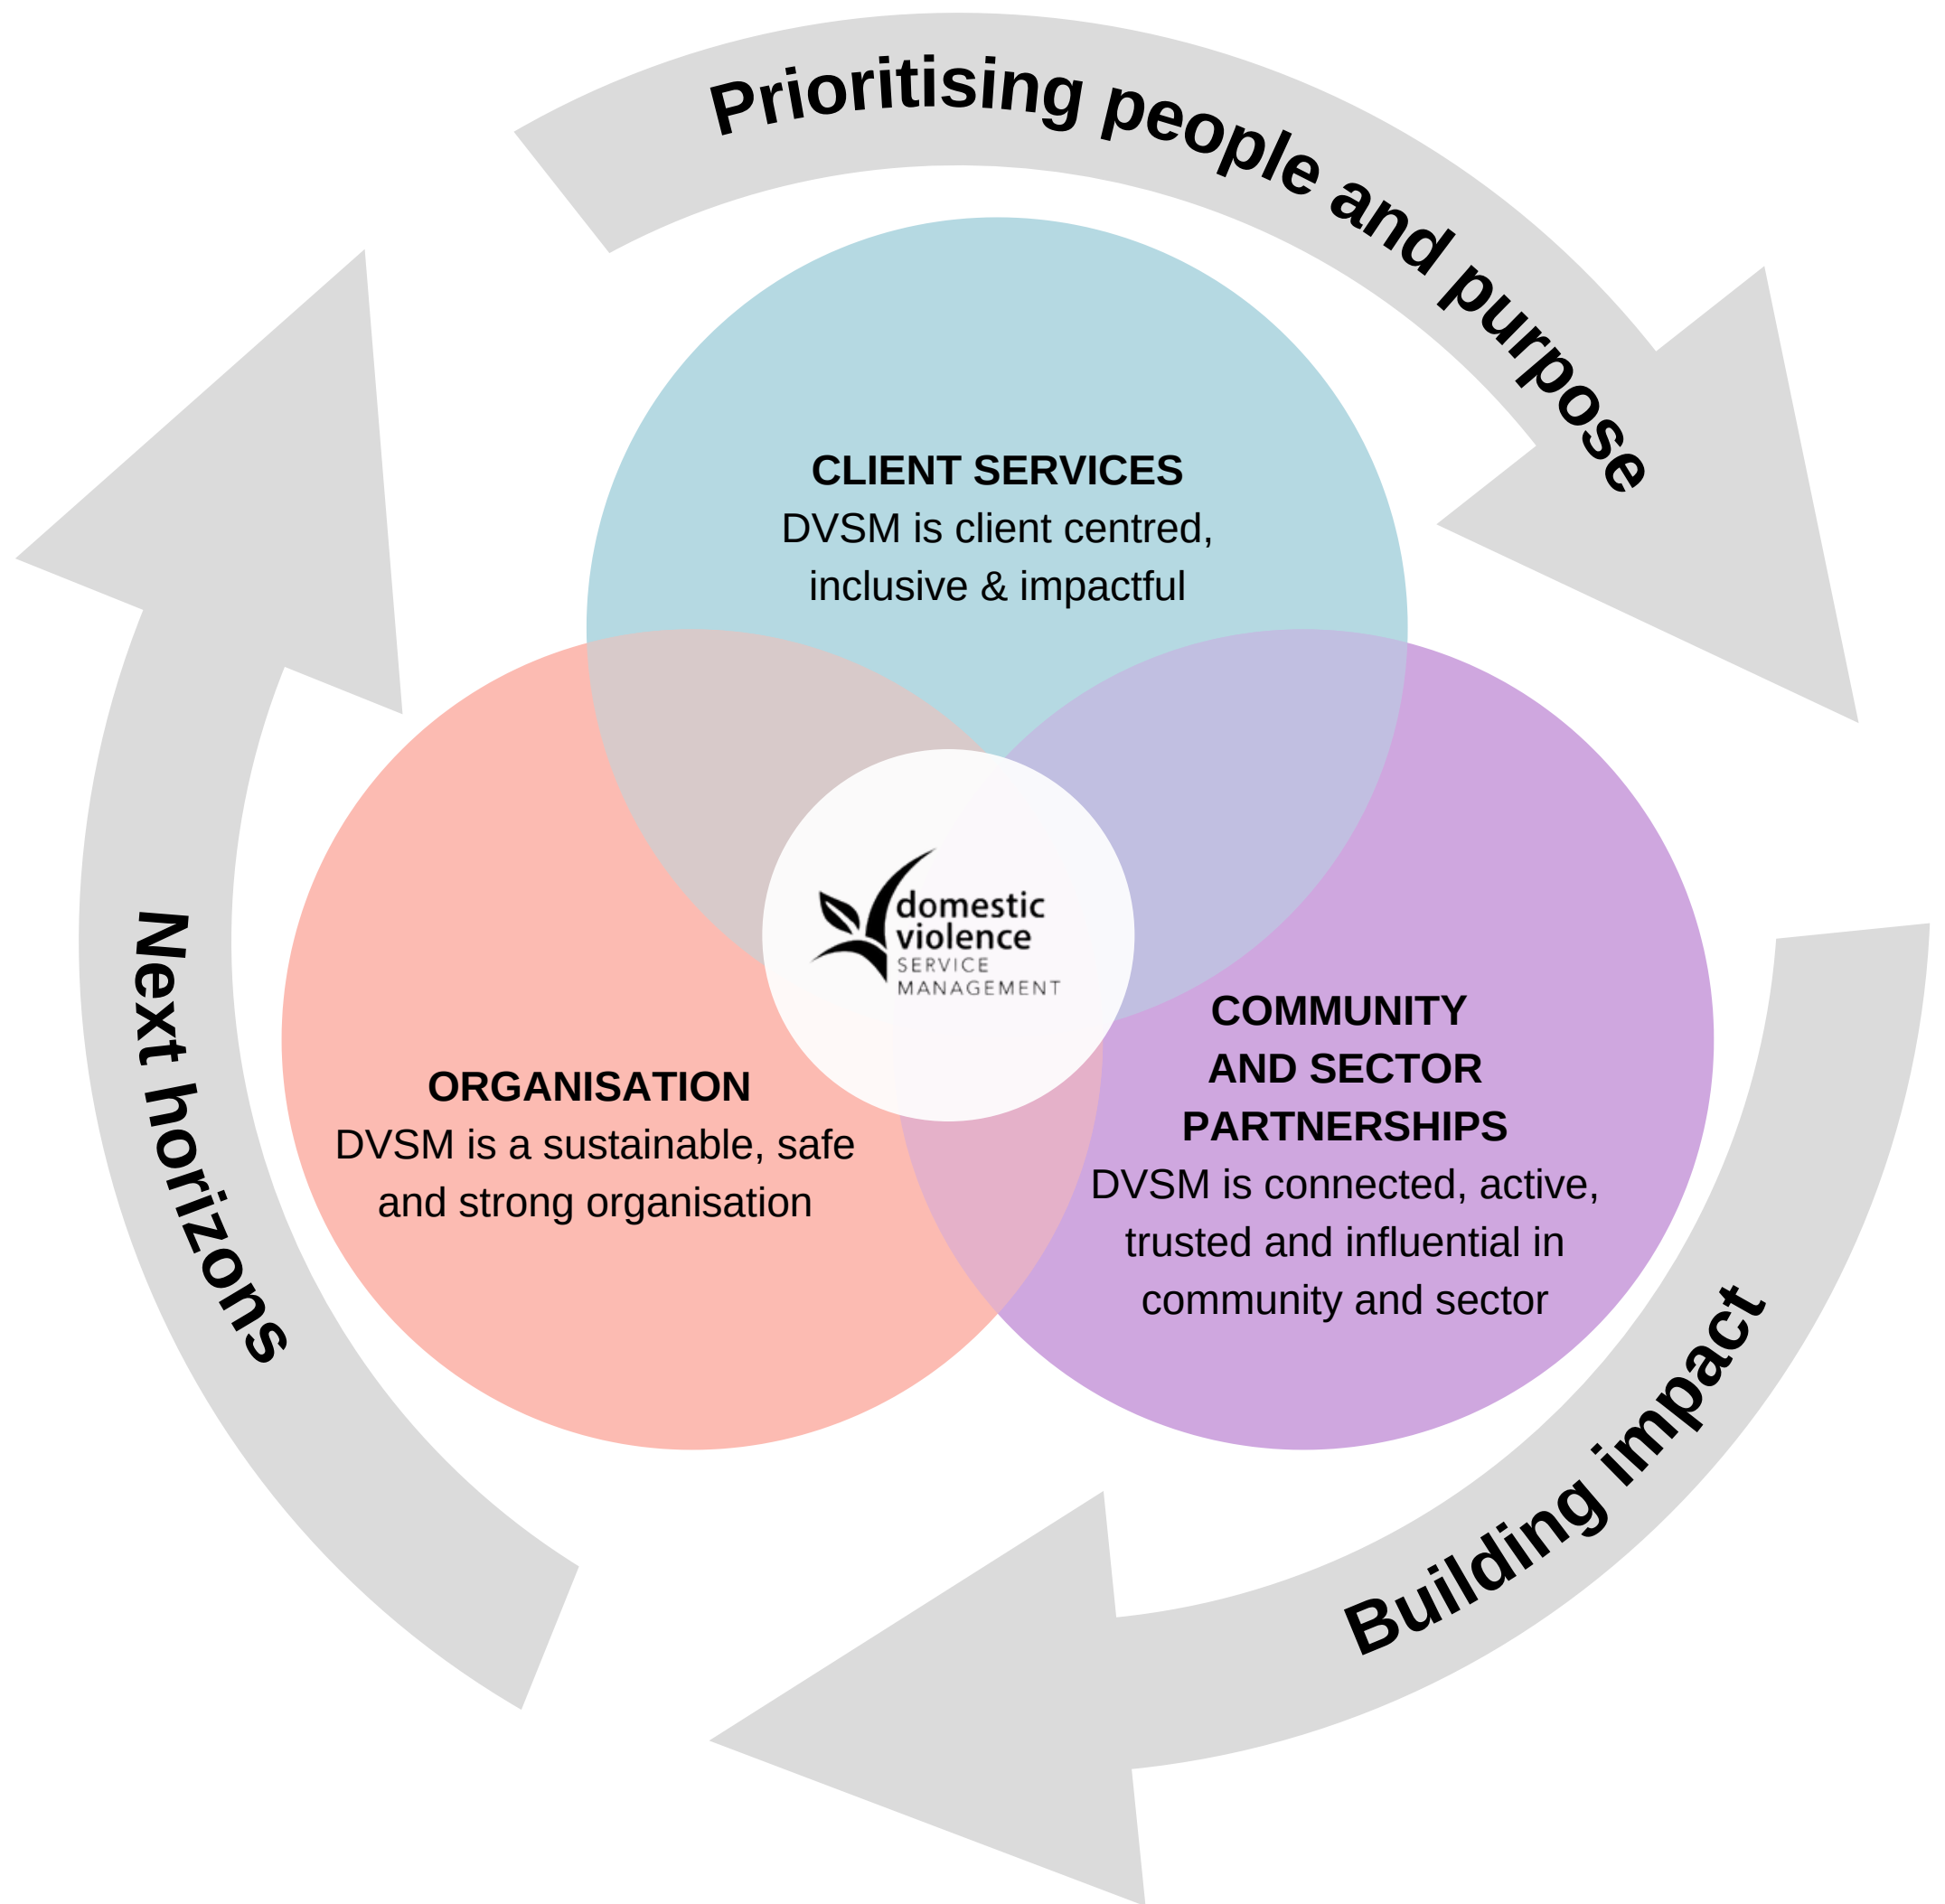 Prioritising people and purpose
CLIENT SERVICES
DVSM is client centred,
inclusive & impactful
domestic
violence
SERVICE
MANAGEMENT
ORGANISATION
DVSM is a sustainable, safe
and strong organisation
COMMUNITY
AND SECTOR
PARTNERSHIPS
DVSM is connected, active,
trusted and influential in
community and sector
Building impact
Next horizons